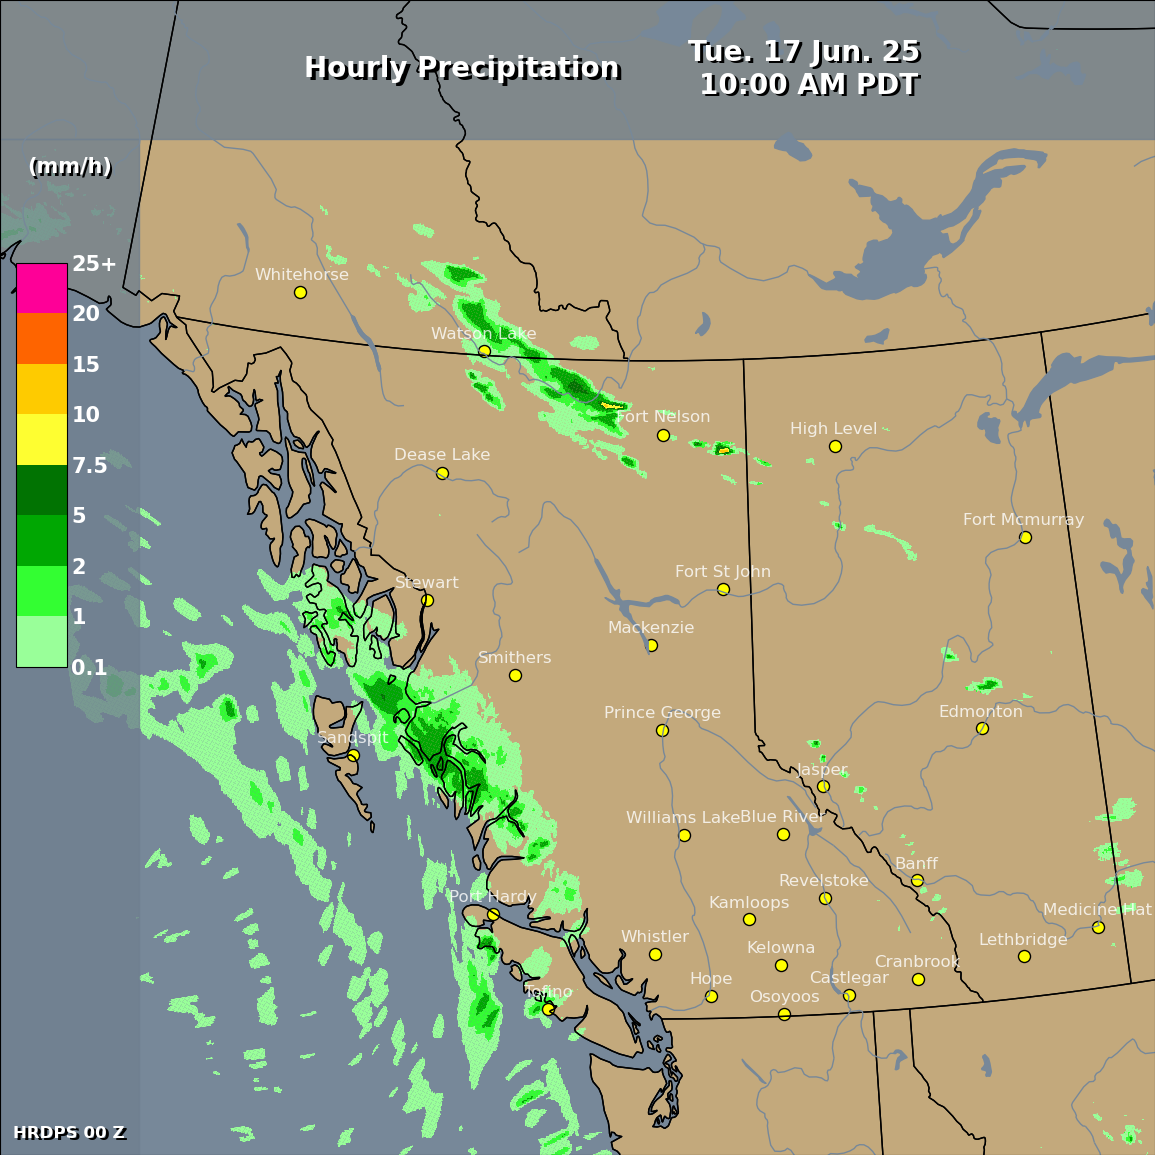 Hourly Precipitation
Tue. 17 Jun. 25
10:00 AM PDT
(mm/h)
25+
20
15
10
7.5
5
2
1
0.1
Whitehorse
Watson Lake
Fort Nelson
High Level
Dease Lake
Fort Mcmurray
Fort St John
Stewart
Mackenzie
Smithers
Prince George
Edmonton
Sandspit
Jasper
Williams Lake
Blue River
Banff
Revelstoke
Port Hardy
Kamloops
Medicine Hat
Whistler
Kelowna
Lethbridge
Cranbrook
Hope
Castlegar
Tofino
Osoyoos
HRDPS 00 Z